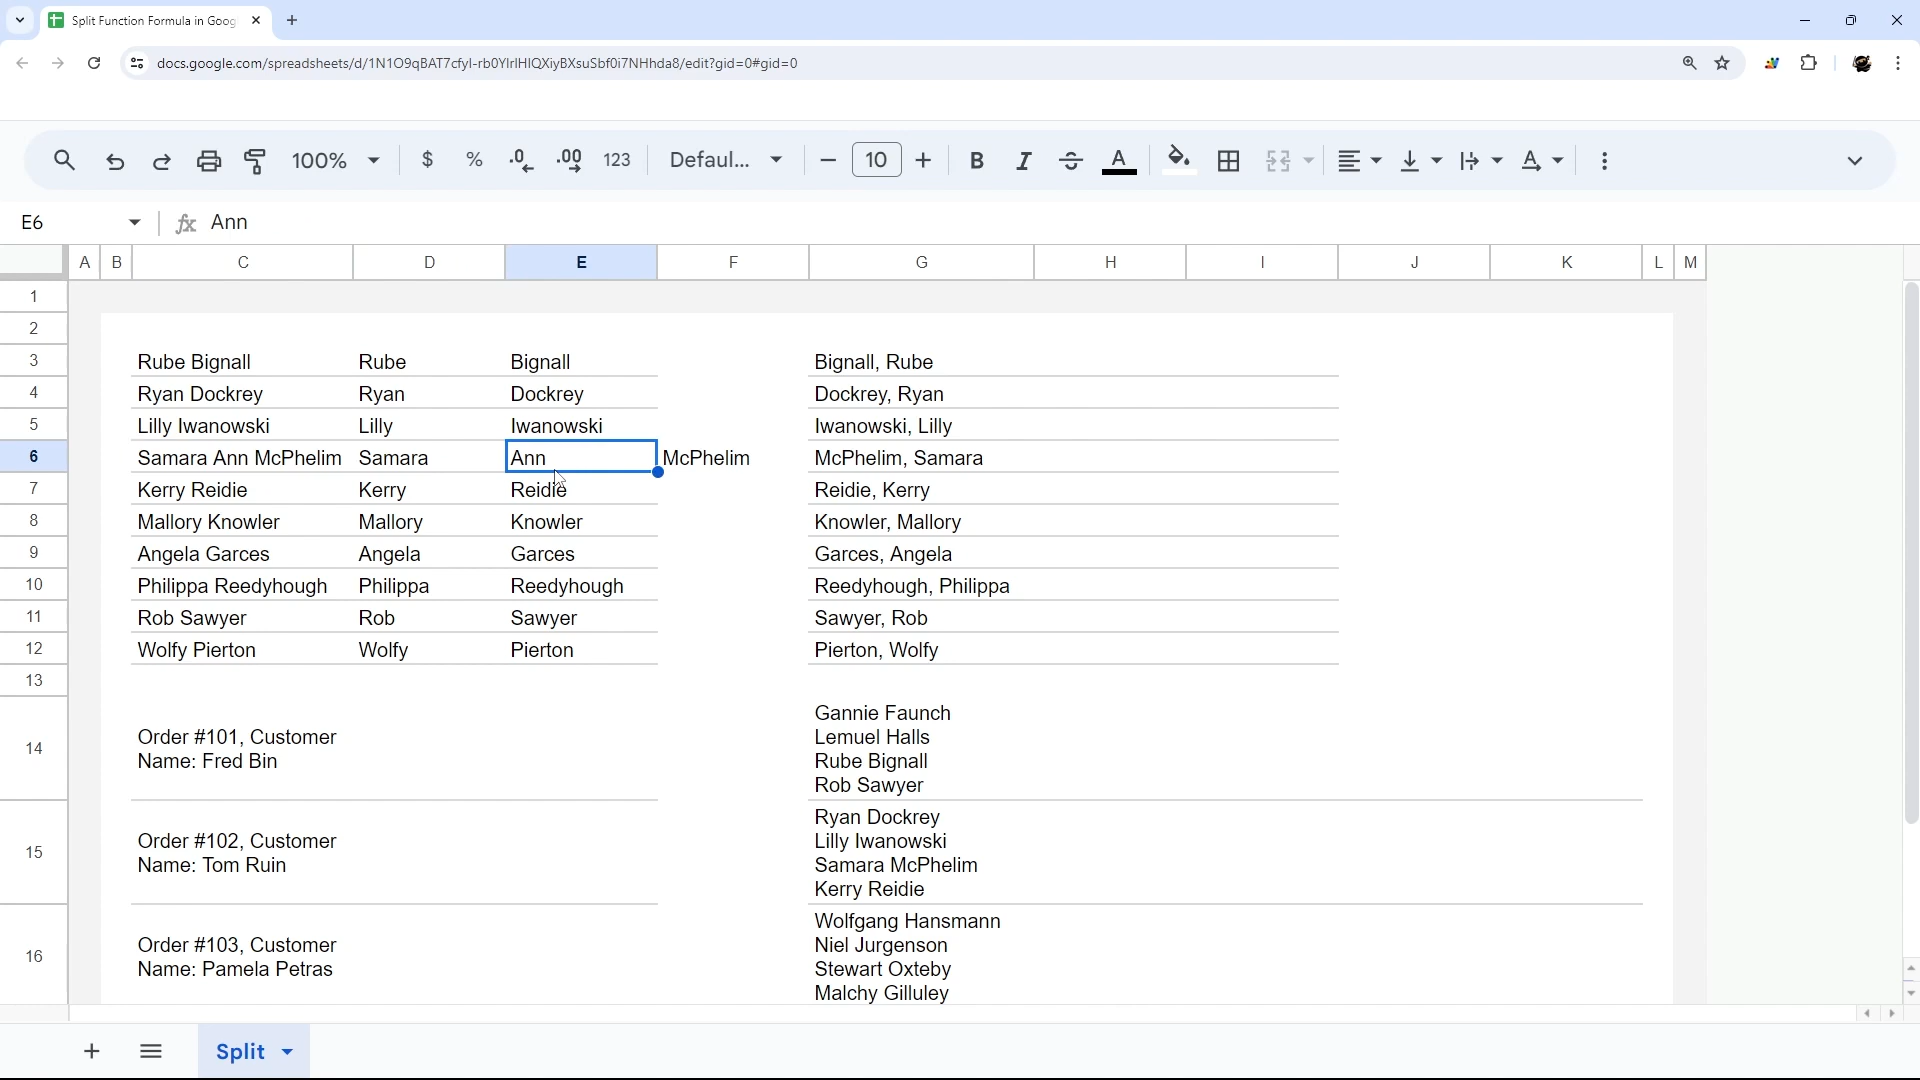 Split Function Formula in Goog
docs.google.com/spreadsheets/d/1N1O9qBAT7cfyI-rb0YIrlHIQXiyBXsuSbf0i7NHhda8/edit?gid=0#gid=0
100% $ % .0 .00 123 Defaul... 10 B I A A
E6 fx Ann
A B C D E F G H I J K L M
1
2
3 Rube Bignall Rube Bignall Bignall, Rube
4 Ryan Dockrey Ryan Dockrey Dockrey, Ryan
5 Lilly Iwanowski Lilly Iwanowski Iwanowski, Lilly
6 Samara Ann McPhelim Samara Ann McPhelim McPhelim, Samara
7 Kerry Reidie Kerry Reidie Reidie, Kerry
8 Mallory Knowler Mallory Knowler Knowler, Mallory
9 Angela Garces Angela Garces Garces, Angela
10 Philippa Reedyhough Philippa Reedyhough Reedyhough, Philippa
11 Rob Sawyer Rob Sawyer Sawyer, Rob
12 Wolfy Pierton Wolfy Pierton Pierton, Wolfy
13
14
Order #101, Customer
Name: Fred Bin
Gannie Faunch
Lemuel Halls
Rube Bignall
Rob Sawyer
15
Order #102, Customer
Name: Tom Ruin
Ryan Dockrey
Lilly Iwanowski
Samara McPhelim
Kerry Reidie
16
Order #103, Customer
Name: Pamela Petras
Wolfgang Hansmann
Niel Jurgenson
Stewart Oxteby
Malchy Gilluley
Split